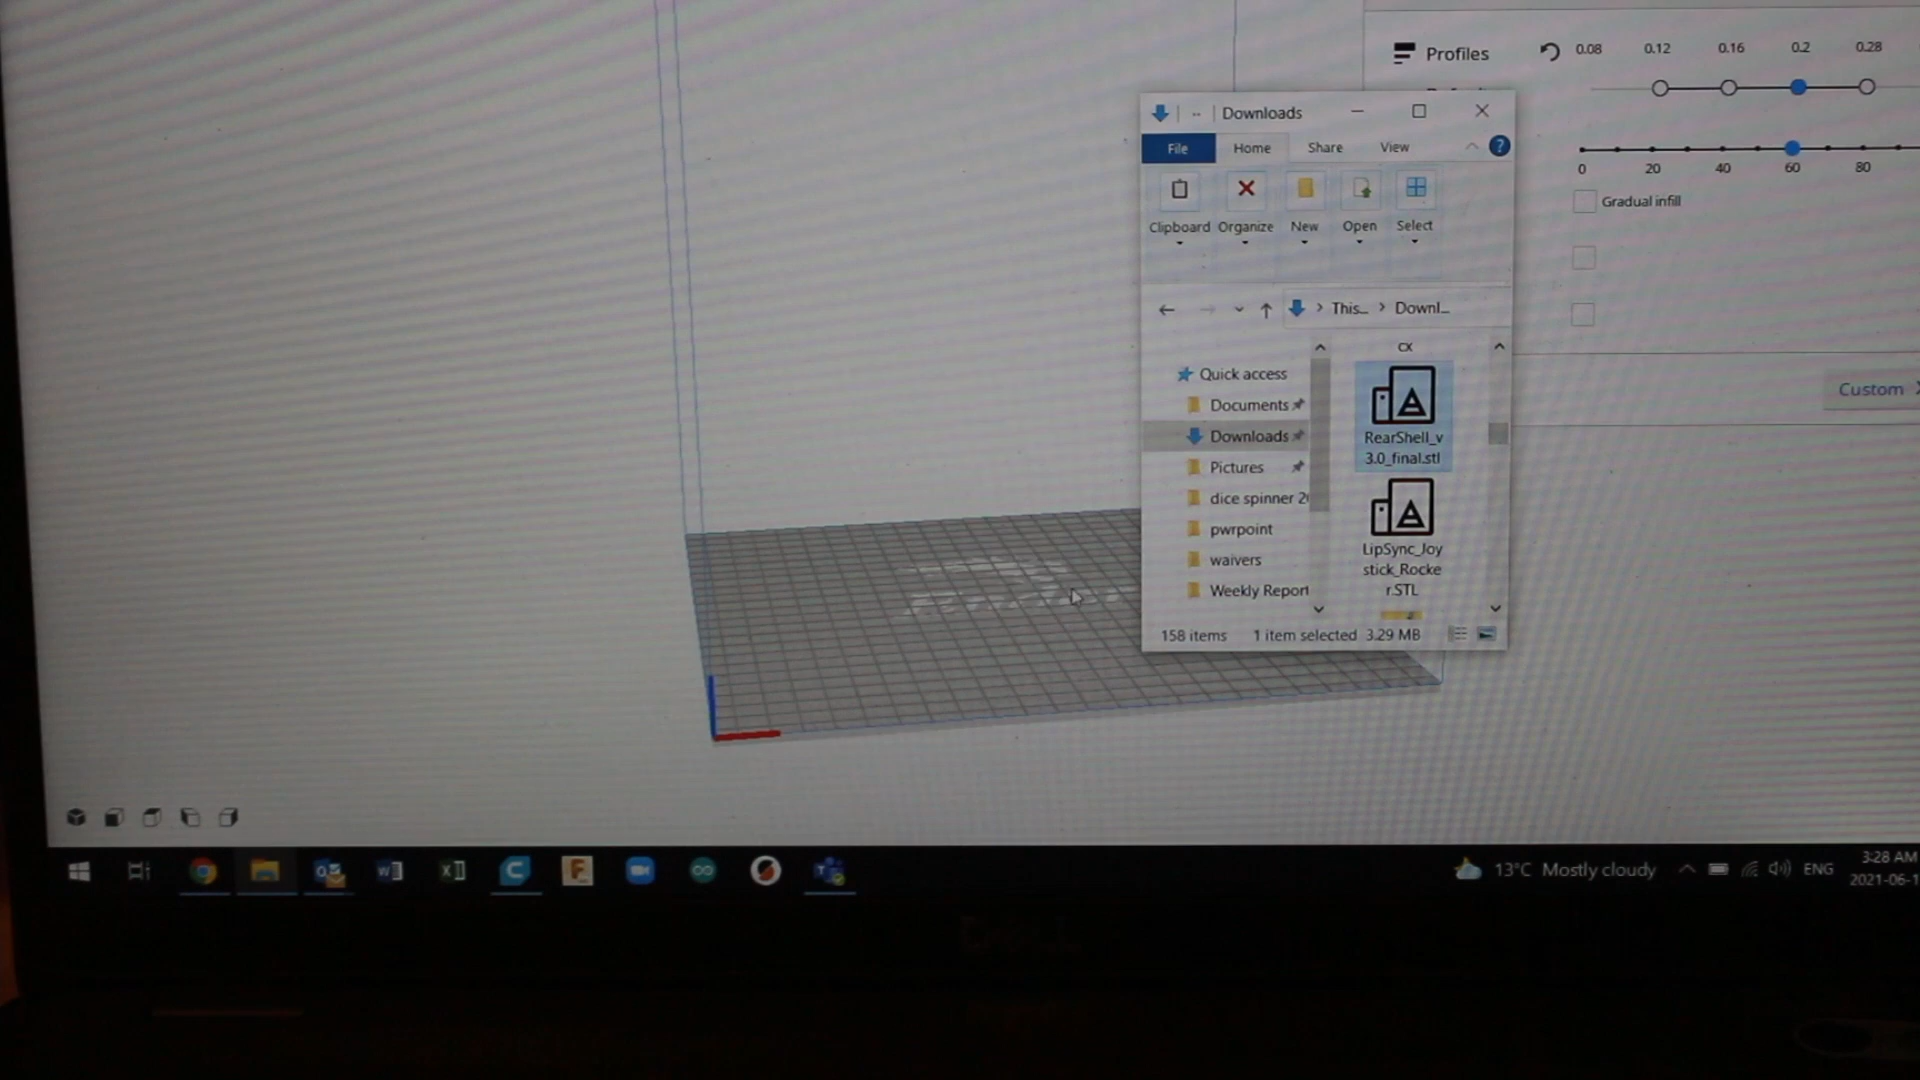 Profiles
0.08 0.12 0.16 0.2 0.28
0 20 40 60 80
Gradual infill
Custom
Downloads
File Home Share View
Clipboard Organize New Open Select
This... Downl...
Quick access
Documents
Downloads
Pictures
dice spinner 2
pwrpoint
waivers
Weekly Report
CX
RearShell_v
3.0_final.stl
LipSync_Joy
stick_Rocke
r.STL
158 items 1 item selected 3.29 MB
13°C Mostly cloudy
ENG
3:28 AM
2021-06-1